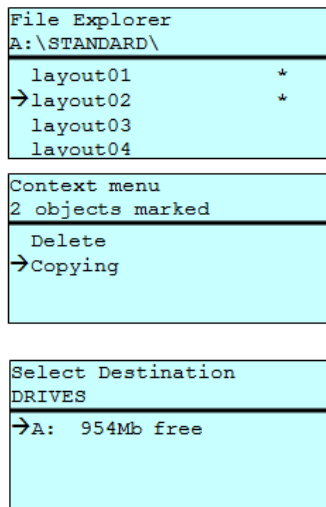 File Explorer
A:\STANDARD\
layout01 *
→layout02 *
layout03
layout04
Context menu
2 objects marked
Delete
→Copying
Select Destination
DRIVES
→A: 954Mb free